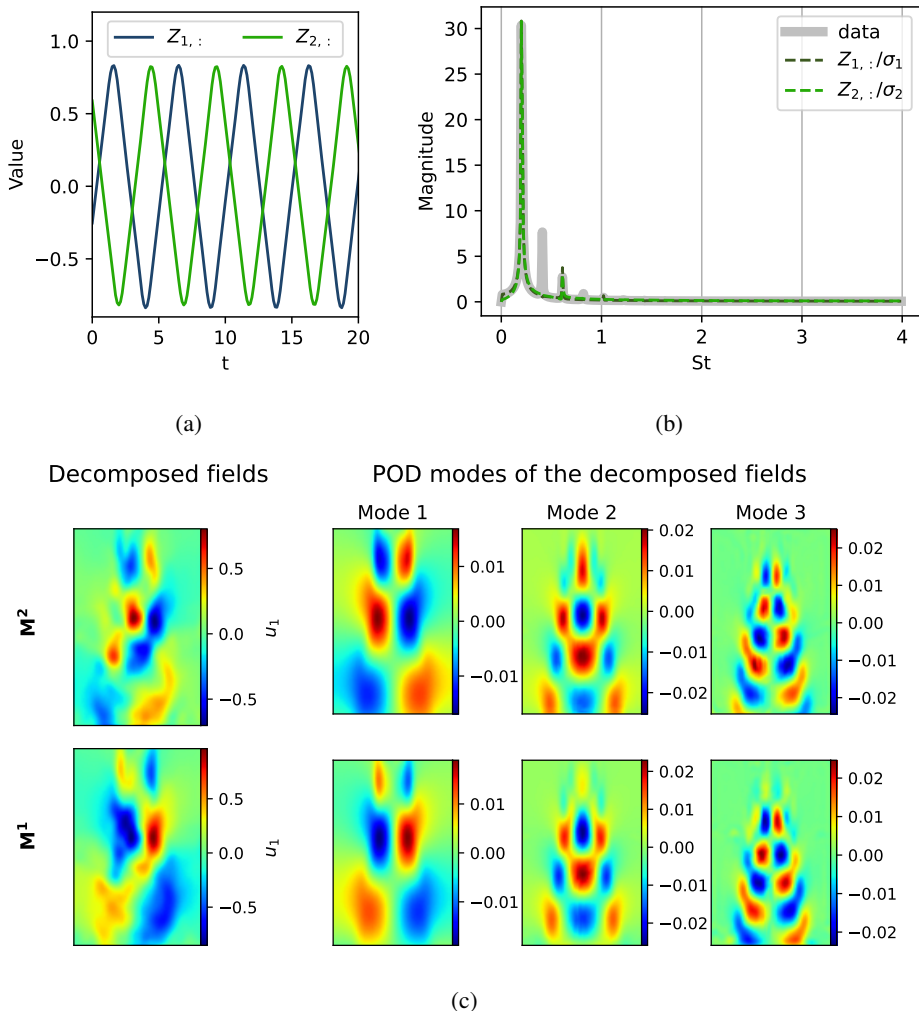 1.0
0.5
0.0
−0.5
Value
Z1, :
Z2, :
0 5 10 15 20
t
(a)
30
25
20
15
10
5
0
Magnitude
data
Z1, :/σ1
Z2, :/σ2
0 1 2 3 4
St
(b)
Decomposed fields
POD modes of the decomposed fields
Mode 1 Mode 2 Mode 3
M2
0.5
0.0
−0.5
u1
0.01
0.00
−0.01
0.02
0.01
0.00
−0.01
−0.02
0.02
0.01
0.00
−0.01
−0.02
M1
0.5
0.0
−0.5
u1
0.01
0.00
−0.01
0.02
0.01
0.00
−0.01
−0.02
0.02
0.01
0.00
−0.01
−0.02
(c)